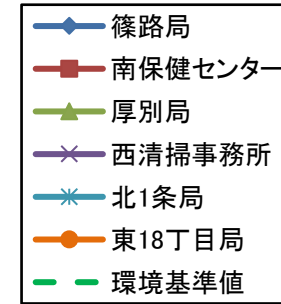 篠路局
南保健センター
厚別局
西清掃事務所
北1条局
東18丁目局
環境基準値